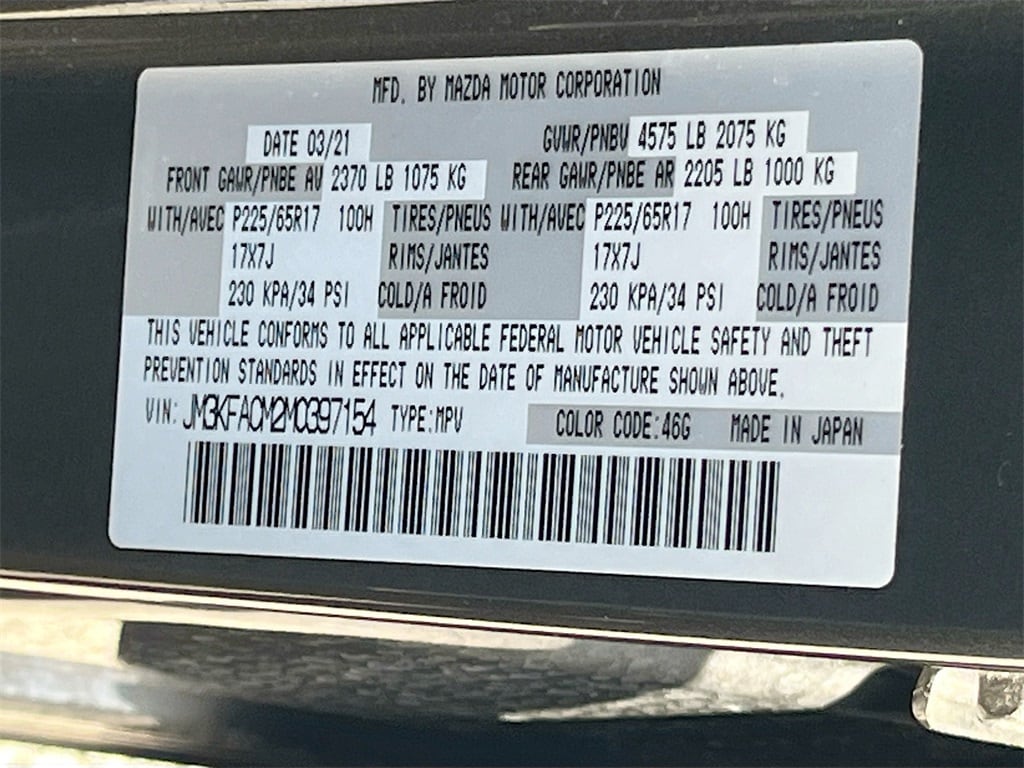 MFD. BY MAZDA MOTOR CORPORATION
DATE 03/21 GVWR/PNBV 4575 LB 2075 KG
FRONT GAWR/PNBE AV 2370 LB 1075 KG REAR GAWR/PNBE AR 2205 LB 1000 KG
WITH/AVEC P225/65R17 100H TIRES/PNEUS WITH/AVEC P225/65R17 100H TIRES/PNEUS
17X7J RIMS/JANTES 17X7J RIMS/JANTES
230 KPA/34 PSI COLD/A FROID 230 KPA/34 PSI COLD/A FROID
THIS VEHICLE CONFORMS TO ALL APPLICABLE FEDERAL MOTOR VEHICLE SAFETY AND THEFT
PREVENTION STANDARDS IN EFFECT ON THE DATE OF MANUFACTURE SHOWN ABOVE.
VIN: JM3KFACM2M0397154 TYPE:MPV COLOR CODE:46G MADE IN JAPAN